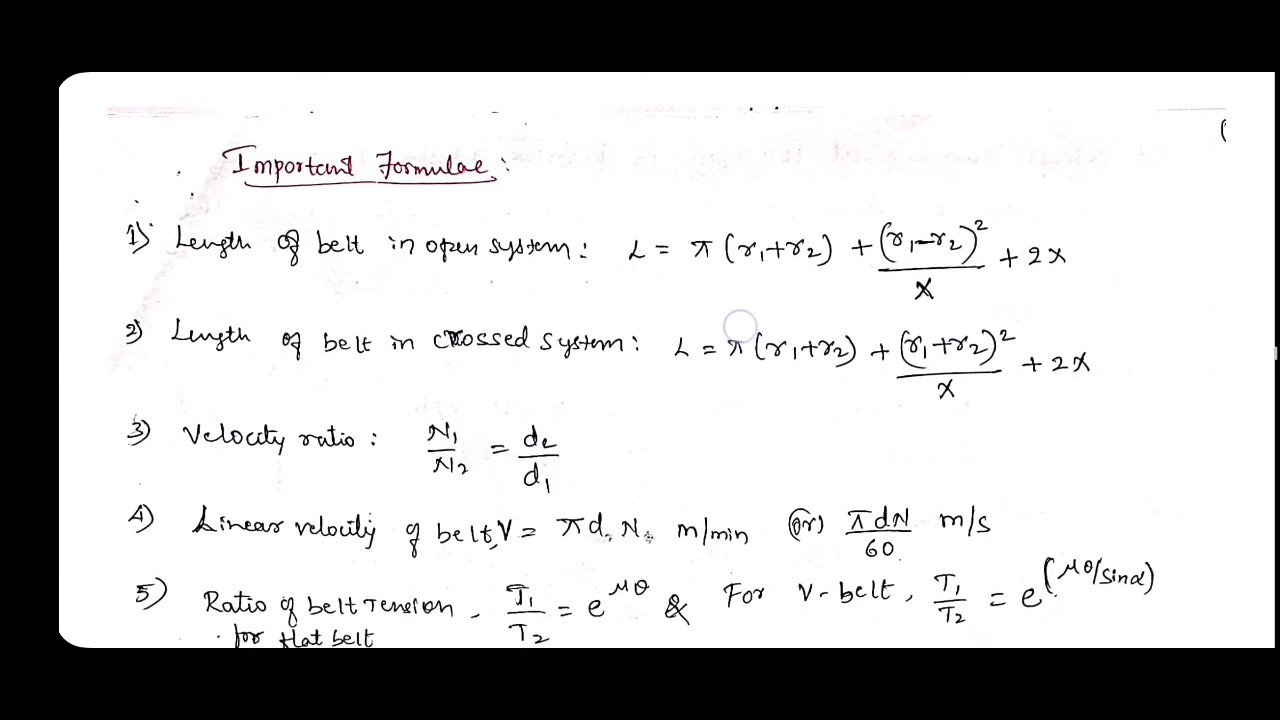 Important Formulae:
1) Length of belt in open system: L = π(r₁+r₂) + (r₁-r₂)²/x + 2x
2) Length of belt in crossed system: L = π(r₁+r₂) + (r₁+r₂)²/x + 2x
3) Velocity ratio: N₁/N₂ = d₂/d₁
4) Linear velocity of belt, V = πd₁N₁ m/min (or) πdN/60 m/s
5) Ratio of belt Tension - T₁/T₂ = e^μθ & For V-belt, T₁/T₂ = e^(μθ/sinα)
for flat belt